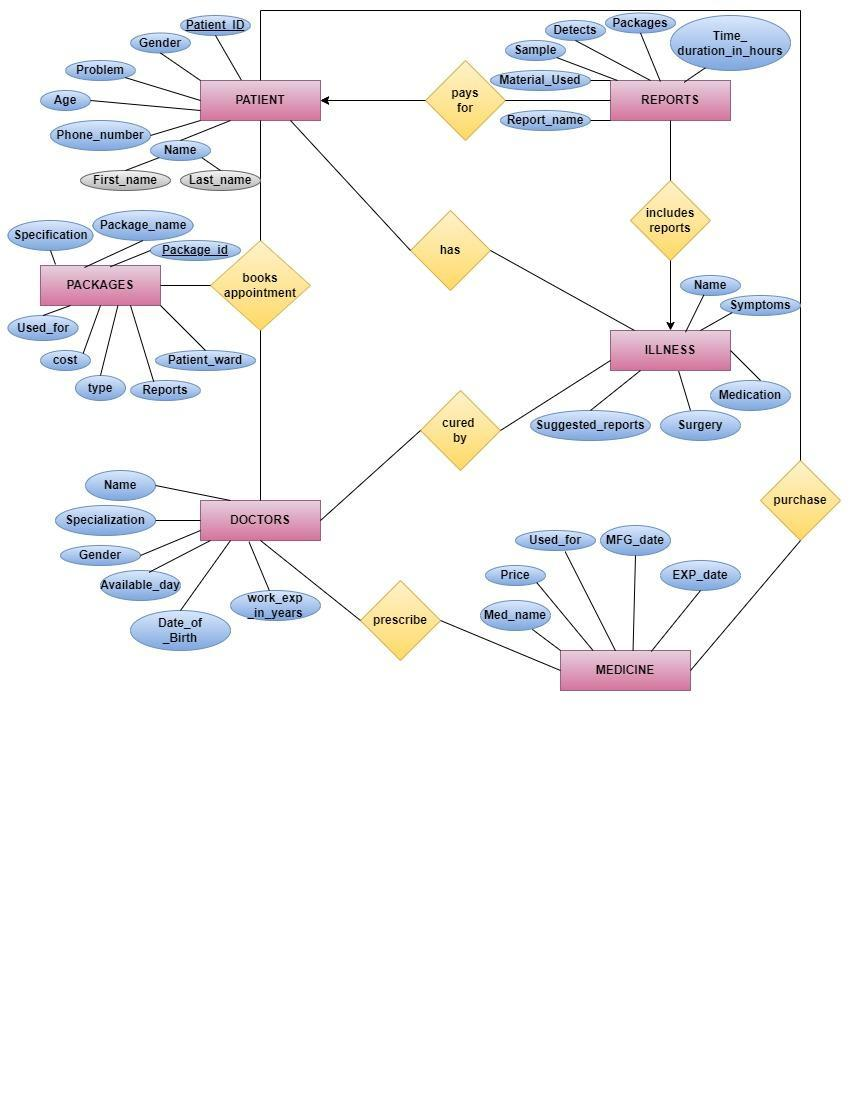 Patient_ID
Gender
Problem
Age
Phone_number
Name
First_name
Last_name
PATIENT
pays
for
Detects
Packages
Time_
duration_in_hours
Sample
Material_Used
Report_name
REPORTS
includes
reports
has
Specification
Package_name
Package_id
PACKAGES
books
appointment
Used_for
cost
type
Reports
Patient_ward
Name
Symptoms
ILLNESS
Medication
Suggested_reports
Surgery
cured
by
Name
Specialization
Gender
Available_day
Date_of
_Birth
work_exp
_in_years
DOCTORS
prescribe
purchase
Used_for
MFG_date
Price
EXP_date
Med_name
MEDICINE